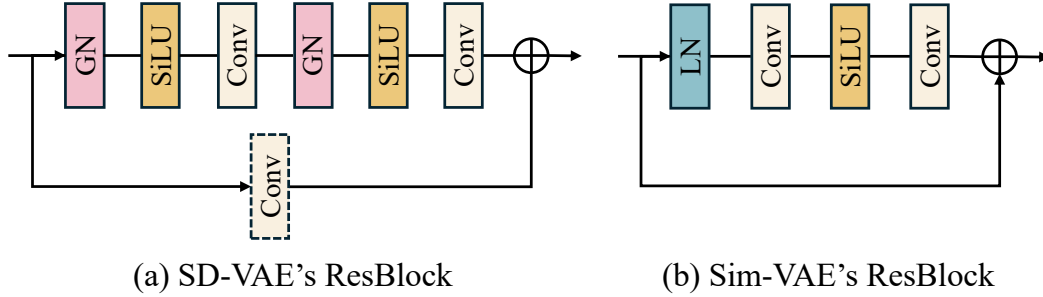 GN
SiLU
Conv
GN
SiLU
Conv
Conv
(a) SD-VAE's ResBlock
LN
Conv
SiLU
Conv
(b) Sim-VAE's ResBlock